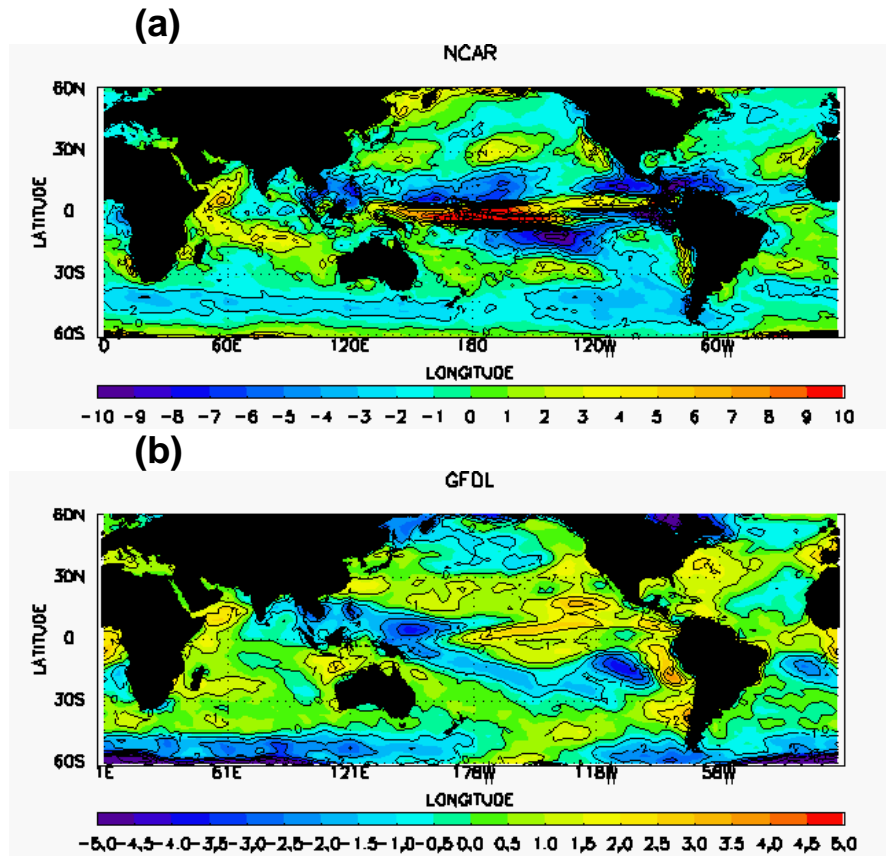 (a)
NCAR
60N
30N
0
30S
60S
LATITUDE
0 60E 120E 180 120W 60W
LONGITUDE
-10 -9 -8 -7 -6 -5 -4 -3 -2 -1 0 1 2 3 4 5 6 7 8 9 10
(b)
GFDL
60N
30N
0
30S
60S
LATITUDE
1E 61E 121E 178W 118W 58W
LONGITUDE
-5.0-4.5-4.0-3.5-3.0-2.5-2.0-1.5-1.0-0.5 0.0 0.5 1.0 1.5 2.0 2.5 3.0 3.5 4.0 4.5 5.0